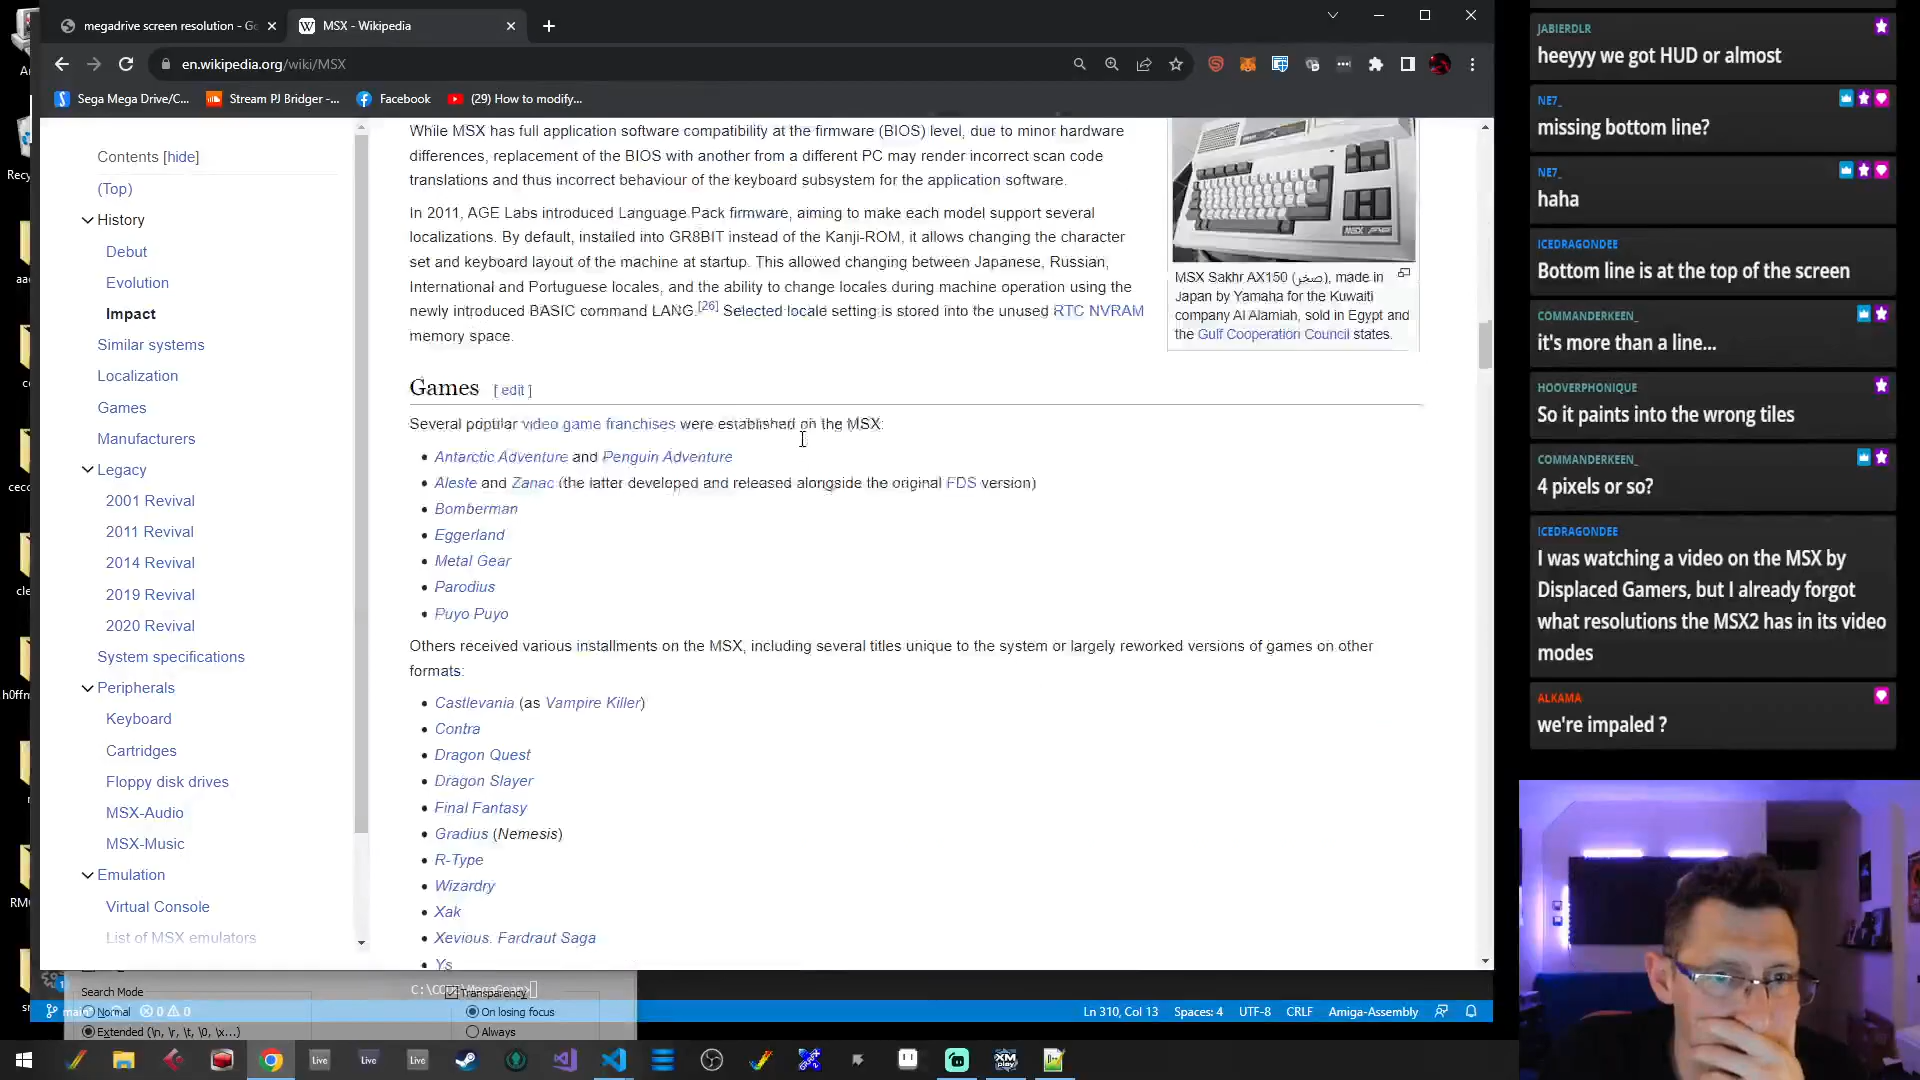 megadrive screen resolution - Go
MSX - Wikipedia
en.wikipedia.org/wiki/MSX
Sega Mega Drive/C...
Stream PJ Bridger -...
Facebook
(29) How to modify...
Contents [hide]
(Top)
History
Debut
Evolution
Impact
Similar systems
Localization
Games
Manufacturers
Legacy
2001 Revival
2011 Revival
2014 Revival
2019 Revival
2020 Revival
System specifications
Peripherals
Keyboard
Cartridges
Floppy disk drives
MSX-Audio
MSX-Music
Emulation
Virtual Console
List of MSX emulators
While MSX has full application software compatibility at the firmware (BIOS) level, due to minor hardware
differences, replacement of the BIOS with another from a different PC may render incorrect scan code
translations and thus incorrect behaviour of the keyboard subsystem for the application software.
In 2011, AGE Labs introduced Language Pack firmware, aiming to make each model support several
localizations. By default, installed into GR8BIT instead of the Kanji-ROM, it allows changing the character
set and keyboard layout of the machine at startup. This allowed changing between Japanese, Russian,
International and Portuguese locales, and the ability to change locales during machine operation using the
newly introduced BASIC command LANG.[26] Selected locale setting is stored into the unused RTC NVRAM
memory space.
MSX Sakhr AX150 (صخر), made in
Japan by Yamaha for the Kuwaiti
company Al Alamiah, sold in Egypt and
the Gulf Cooperation Council states.
Games [ edit ]
Several popular video game franchises were established on the MSX:
Antarctic Adventure and Penguin Adventure
Aleste and Zanac (the latter developed and released alongside the original FDS version)
Bomberman
Eggerland
Metal Gear
Parodius
Puyo Puyo
Others received various installments on the MSX, including several titles unique to the system or largely reworked versions of games on other
formats:
Castlevania (as Vampire Killer)
Contra
Dragon Quest
Dragon Slayer
Final Fantasy
Gradius (Nemesis)
R-Type
Wizardry
Xak
Xevious. Fardraut Saga
Ys
Search Mode
Normal
Extended (\n, \r, \t, \0, \x...)
Transparency
On losing focus
Always
main
0 0
Ln 310, Col 13
Spaces: 4
UTF-8
CRLF
Amiga-Assembly
Live
Live
Live
JABIERDLR
heeyyy we got HUD or almost
NE7_
missing bottom line?
NE7_
haha
ICEDRAGONDEE
Bottom line is at the top of the screen
COMMANDERKEEN_
it's more than a line...
HOOVERPHONIQUE
So it paints into the wrong tiles
COMMANDERKEEN_
4 pixels or so?
ICEDRAGONDEE
I was watching a video on the MSX by
Displaced Gamers, but I already forgot
what resolutions the MSX2 has in its video
modes
ALKAMA
we're impaled ?